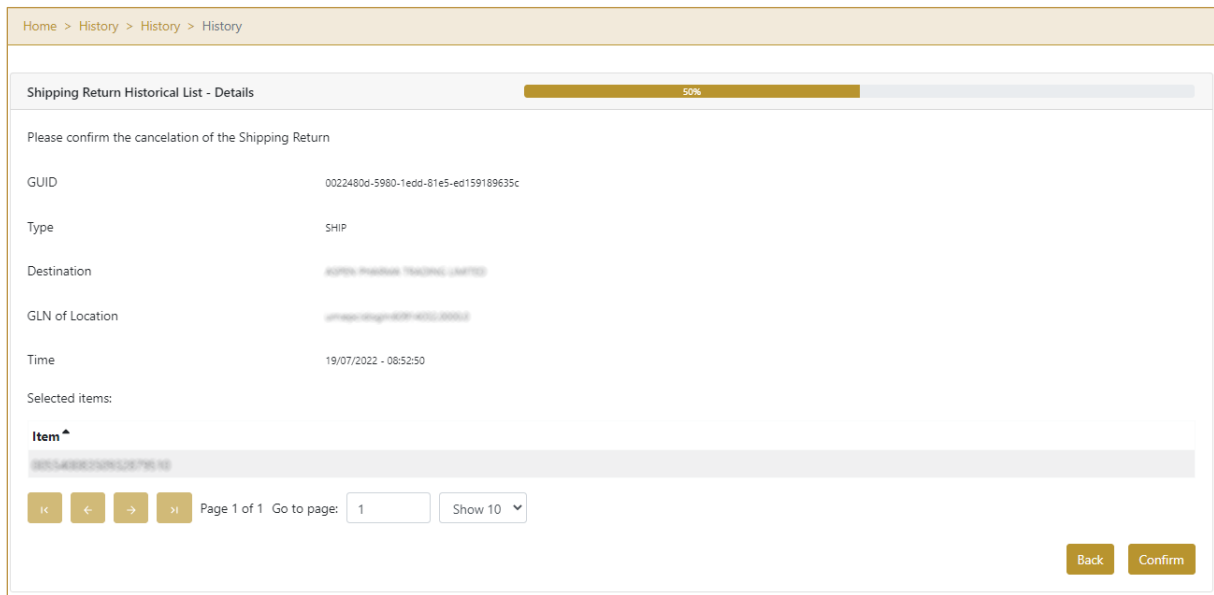 Home > History > History > History
Shipping Return Historical List - Details
50%
Please confirm the cancelation of the Shipping Return
GUID 0022480d-5980-1edd-81e5-ed159189635c
Type SHIP
Destination
GLN of Location
Time 19/07/2022 - 08:52:50
Selected items:
Item
Page 1 of 1 Go to page: 1 Show 10
Back Confirm